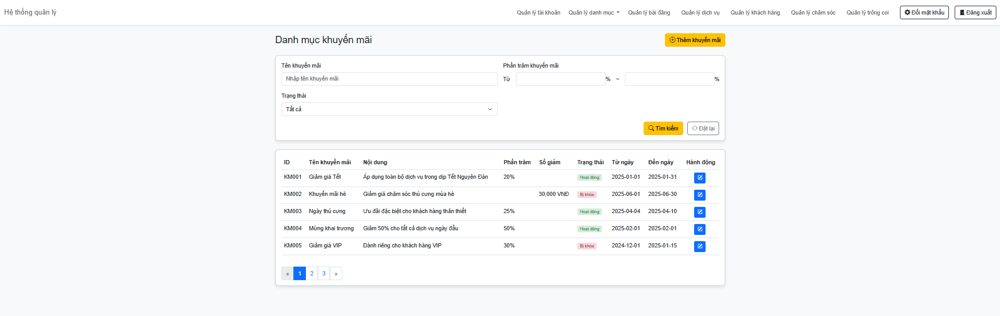 Hệ thống quản lý Quản lý tài khoản Quản lý danh mục Quản lý bài đăng Quản lý dịch vụ Quản lý khách hàng Quản lý chăm sóc Quản lý trông coi Đổi mật khẩu Đăng xuất
Danh mục khuyến mãi Thêm khuyến mãi
Tên khuyến mãi Phần trăm khuyến mãi
Nhập tên khuyến mãi Từ % ~ %
Trạng thái
Tất cả
Tìm kiếm Đặt lại
ID Tên khuyến mãi Nội dung Phần trăm Số giảm Trạng thái Từ ngày Đến ngày Hành động
KM001 Giảm giá Tết Áp dụng toàn bộ dịch vụ trong dịp Tết Nguyên Đán 20% Hoạt động 2025-01-01 2025-01-31
KM002 Khuyến mãi hè Giảm giá chăm sóc thú cưng mùa hè 30,000 VNĐ Bị khóa 2025-06-01 2025-06-30
KM003 Ngày thú cưng Ưu đãi đặc biệt cho khách hàng thân thiết 25% Hoạt động 2025-04-04 2025-04-10
KM004 Mừng khai trương Giảm 50% cho tất cả dịch vụ ngày đầu 50% Hoạt động 2025-02-01 2025-02-01
KM005 Giảm giá VIP Dành riêng cho khách hàng VIP 30% Bị khóa 2024-12-01 2025-01-15
« 1 2 3 »